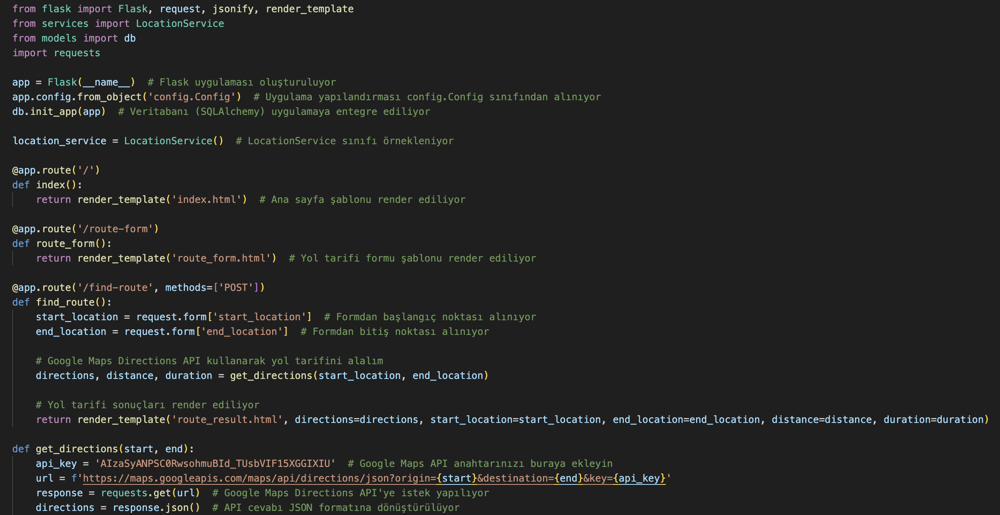 from flask import Flask, request, jsonify, render_template
from services import LocationService
from models import db
import requests

app = Flask(__name__)  # Flask uygulaması oluşturuluyor
app.config.from_object('config.Config')  # Uygulama yapılandırması config.Config sınıfından alınıyor
db.init_app(app)  # Veritabanı (SQLAlchemy) uygulamaya entegre ediliyor

location_service = LocationService()  # LocationService sınıfı örnekleniyor

@app.route('/')
def index():
    return render_template('index.html')  # Ana sayfa şablonu render ediliyor

@app.route('/route-form')
def route_form():
    return render_template('route_form.html')  # Yol tarifi formu şablonu render ediliyor

@app.route('/find-route', methods=['POST'])
def find_route():
    start_location = request.form['start_location']  # Formdan başlangıç noktası alınıyor
    end_location = request.form['end_location']  # Formdan bitiş noktası alınıyor

    # Google Maps Directions API kullanarak yol tarifini alalım
    directions, distance, duration = get_directions(start_location, end_location)

    # Yol tarifi sonuçları render ediliyor
    return render_template('route_result.html', directions=directions, start_location=start_location, end_location=end_location, distance=distance, duration=duration)

def get_directions(start, end):
    api_key = 'AIzaSyANPSC0RwsohmuBId_TUsbVIF15XGGIXIU'  # Google Maps API anahtarınızı buraya ekleyin
    url = f'https://maps.googleapis.com/maps/api/directions/json?origin={start}&destination={end}&key={api_key}'
    response = requests.get(url)  # Google Maps Directions API'ye istek yapılıyor
    directions = response.json()  # API cevabı JSON formatına dönüştürülüyor